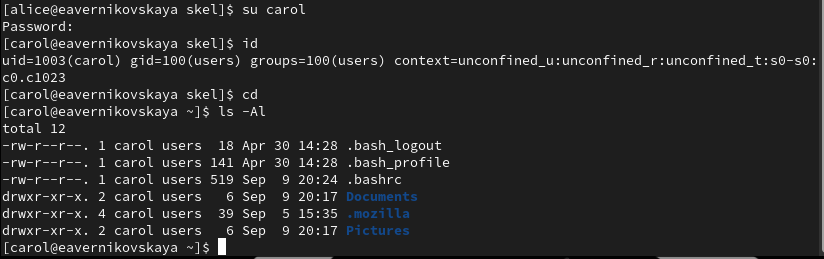 [alice@eavernikovskaya skel]$ su carol
Password:
[carol@eavernikovskaya skel]$ id
uid=1003(carol) gid=100(users) groups=100(users) context=unconfined_u:unconfined_r:unconfined_t:s0-s0:
c0.c1023
[carol@eavernikovskaya skel]$ cd
[carol@eavernikovskaya ~]$ ls -Al
total 12
-rw-r--r--. 1 carol users  18 Apr 30 14:28 .bash_logout
-rw-r--r--. 1 carol users 141 Apr 30 14:28 .bash_profile
-rw-r--r--. 1 carol users 519 Sep  9 20:24 .bashrc
drwxr-xr-x. 2 carol users   6 Sep  9 20:17 Documents
drwxr-xr-x. 4 carol users  39 Sep  5 15:35 .mozilla
drwxr-xr-x. 2 carol users   6 Sep  9 20:17 Pictures
[carol@eavernikovskaya ~]$